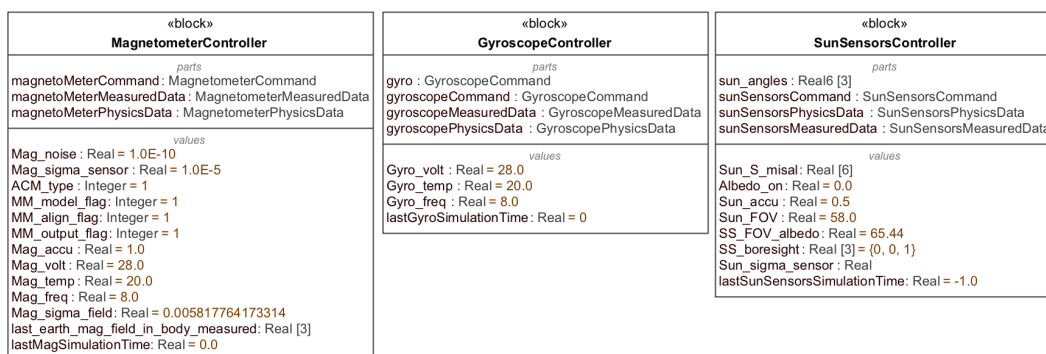 «block»
MagnetometerController
parts
magnetoMeterCommand : MagnetometerCommand
magnetoMeterMeasuredData : MagnetometerMeasuredData
magnetoMeterPhysicsData : MagnetometerPhysicsData
values
Mag_noise : Real = 1.0E-10
Mag_sigma_sensor : Real = 1.0E-5
ACM_type : Integer = 1
MM_model_flag : Integer = 1
MM_align_flag : Integer = 1
MM_output_flag : Integer = 1
Mag_accu : Real = 1.0
Mag_volt : Real = 28.0
Mag_temp : Real = 20.0
Mag_freq : Real = 8.0
Mag_sigma_field : Real = 0.005817764173314
last_earth_mag_field_in_body_measured : Real [3]
lastMagSimulationTime : Real = 0.0
«block»
GyroscopeController
parts
gyro : GyroscopeCommand
gyroscopeCommand : GyroscopeCommand
gyroscopeMeasuredData : GyroscopeMeasuredData
gyroscopePhysicsData : GyroscopePhysicsData
values
Gyro_volt : Real = 28.0
Gyro_temp : Real = 20.0
Gyro_freq : Real = 8.0
lastGyroSimulationTime : Real = 0
«block»
SunSensorsController
parts
sun_angles : Real6 [3]
sunSensorsCommand : SunSensorsCommand
sunSensorsPhysicsData : SunSensorsPhysicsData
sunSensorsMeasuredData : SunSensorsMeasuredData
values
Sun_S_misal : Real [6]
Albedo_on : Real = 0.0
Sun_accu : Real = 0.5
Sun_FOV : Real = 58.0
SS_FOV_albedo : Real = 65.44
SS_boresight : Real [3] = {0, 0, 1}
Sun_sigma_sensor : Real
lastSunSensorsSimulationTime : Real = -1.0